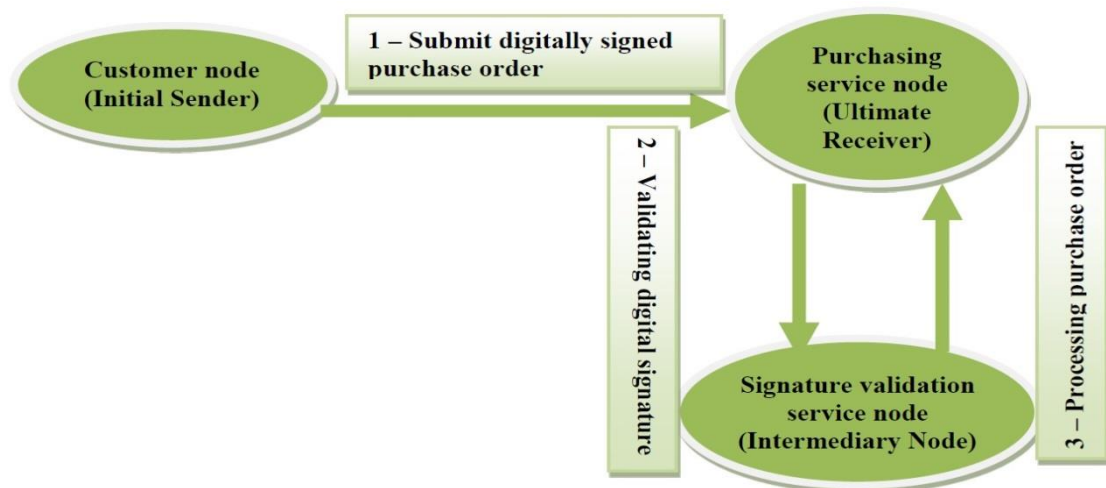 1 – Submit digitally signed
purchase order
Customer node
(Initial Sender)
Purchasing
service node
(Ultimate
Receiver)
2 – Validating digital signature
3 – Processing purchase order
Signature validation
service node
(Intermediary Node)